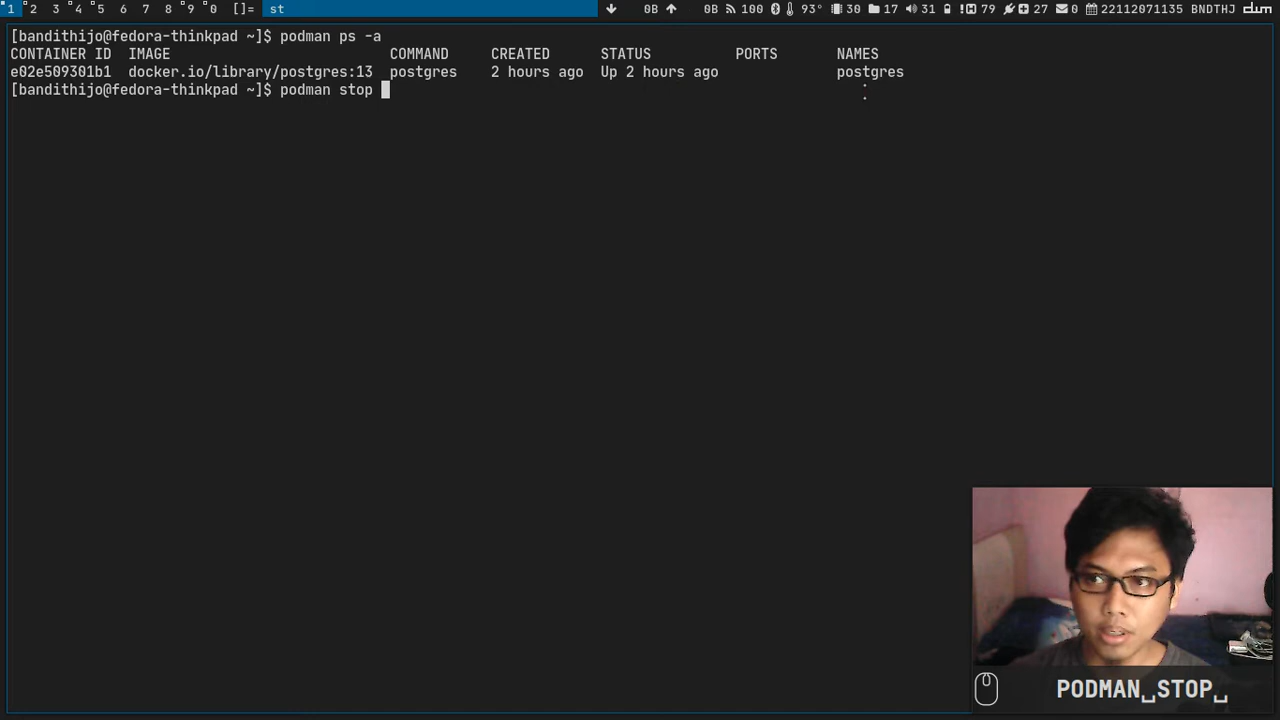 1 2 3 4 5 6 7 8 9 0 []= st 0B 0B 100 93° 30 17 31 79 27 0 22112071135 BNDTHJ dwm
[bandithijo@fedora-thinkpad ~]$ podman ps -a
CONTAINER ID IMAGE COMMAND CREATED STATUS PORTS NAMES
e02e509301b1 docker.io/library/postgres:13 postgres 2 hours ago Up 2 hours ago postgres
[bandithijo@fedora-thinkpad ~]$ podman stop
PODMAN␣STOP␣